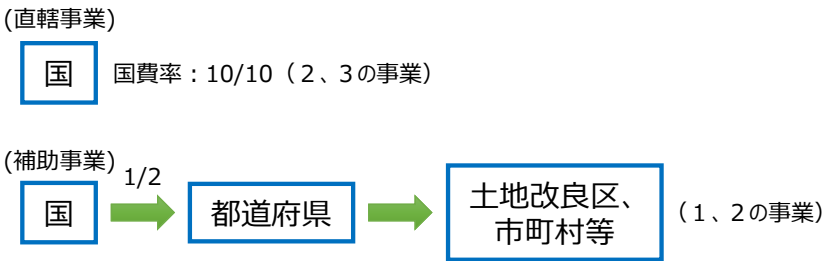 (直轄事業)
国 国費率：10/10（２、３の事業）
(補助事業)
1/2
国 都道府県 土地改良区、
市町村等 （１、２の事業）